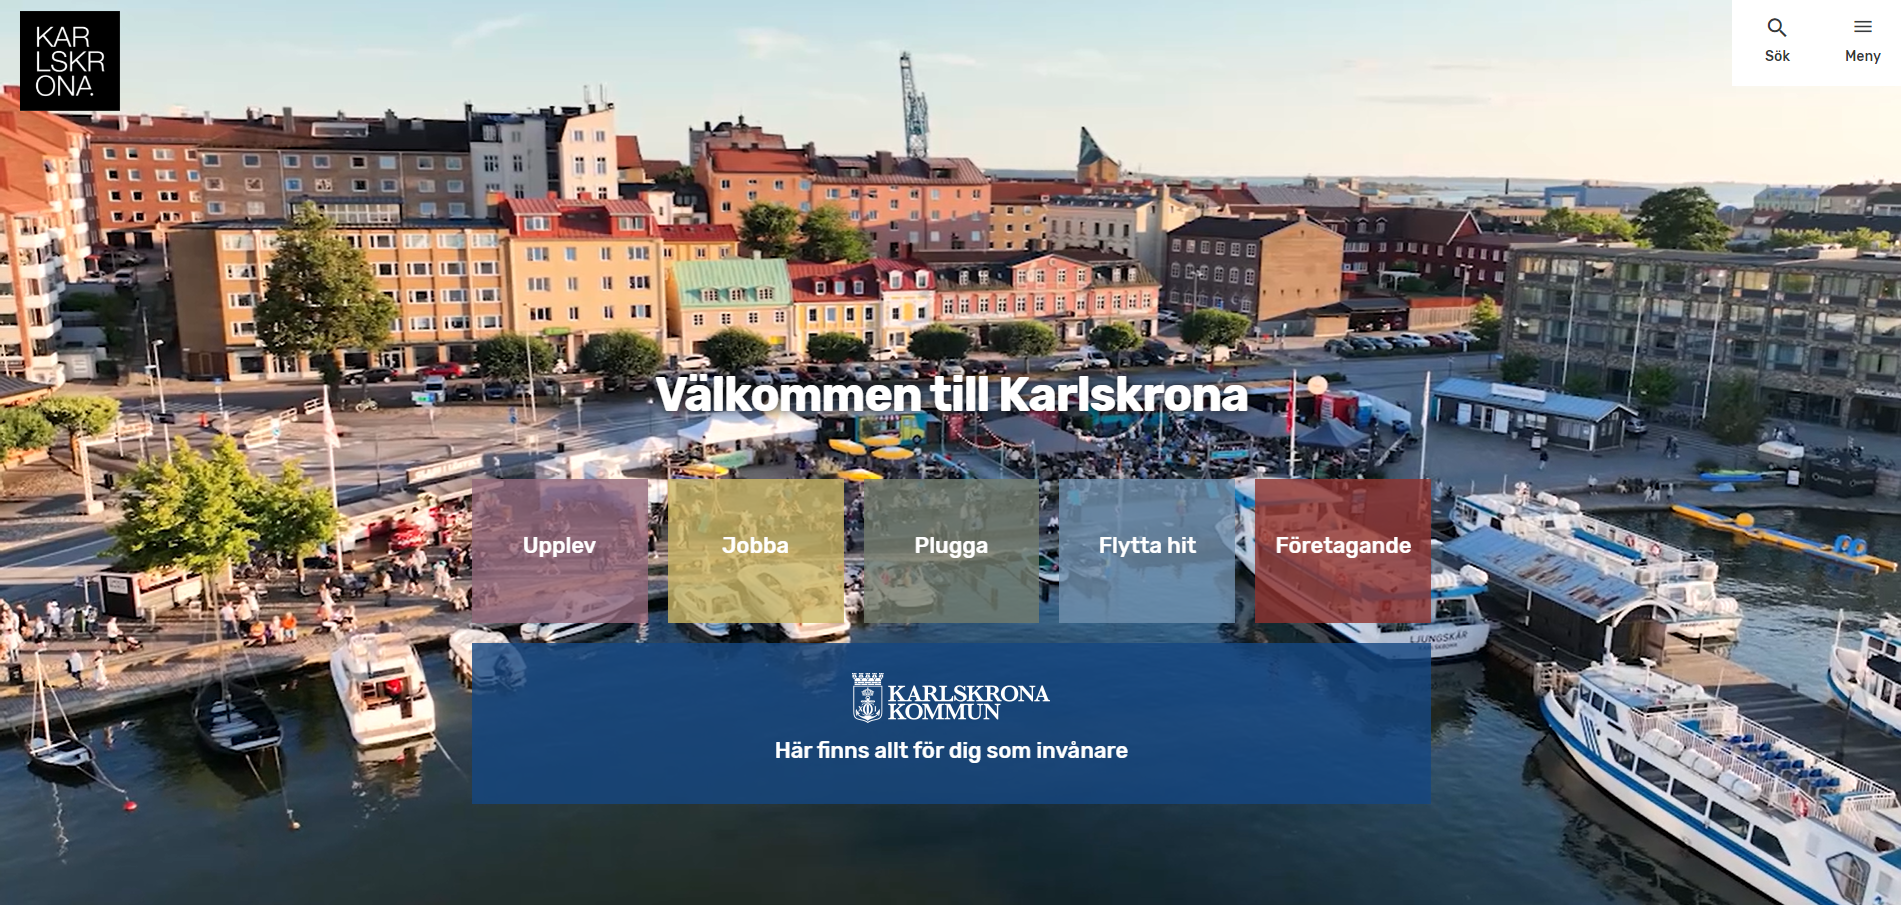 KAR
LSKR
ONA.
Sök
Meny
Välkommen till Karlskrona
Upplev
Jobba
Plugga
Flytta hit
Företagande
LJUNGSKÄR
KARLSKRONA
KOMMUN
Här finns allt för dig som invånare